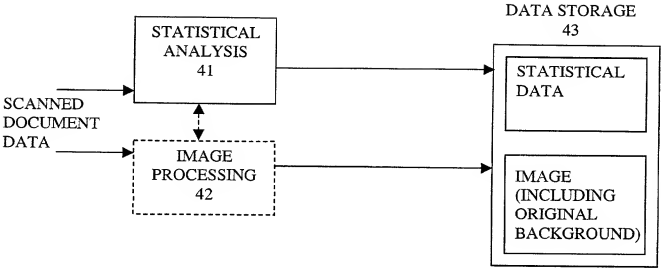 SCANNED
DOCUMENT
DATA
STATISTICAL
ANALYSIS
41
IMAGE
PROCESSING
42
DATA STORAGE
43
STATISTICAL
DATA
IMAGE
(INCLUDING
ORIGINAL
BACKGROUND)